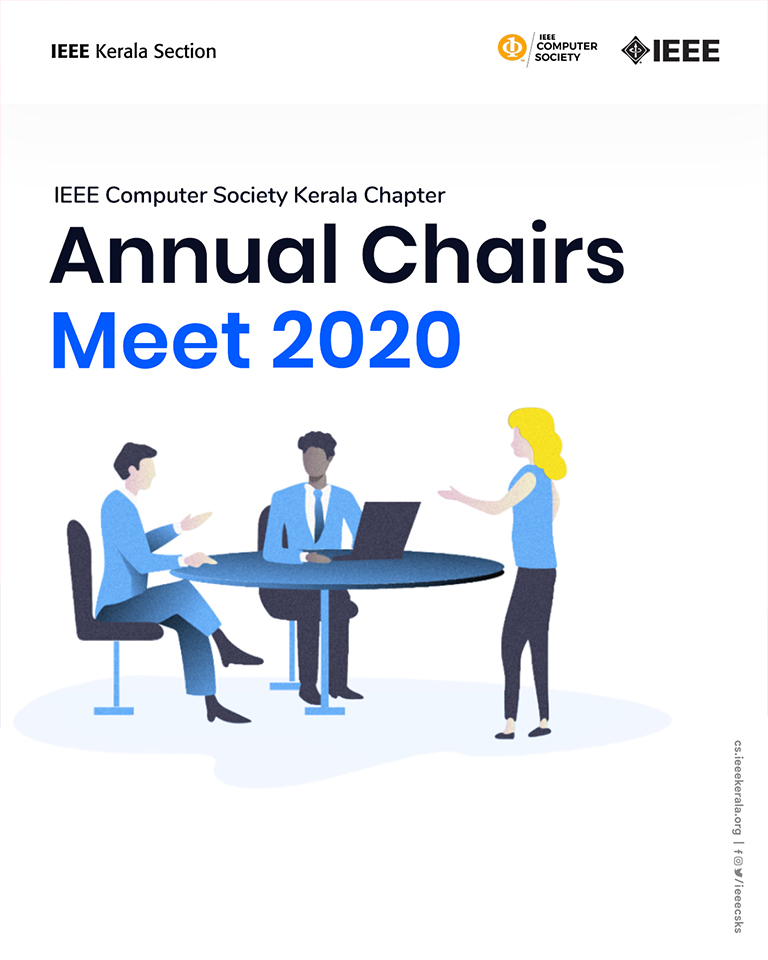 IEEE Kerala Section
IEEE
COMPUTER
SOCIETY
IEEE
IEEE Computer Society Kerala Chapter
Annual Chairs
Meet 2020
cs.ieeekerala.org | /ieeecsks